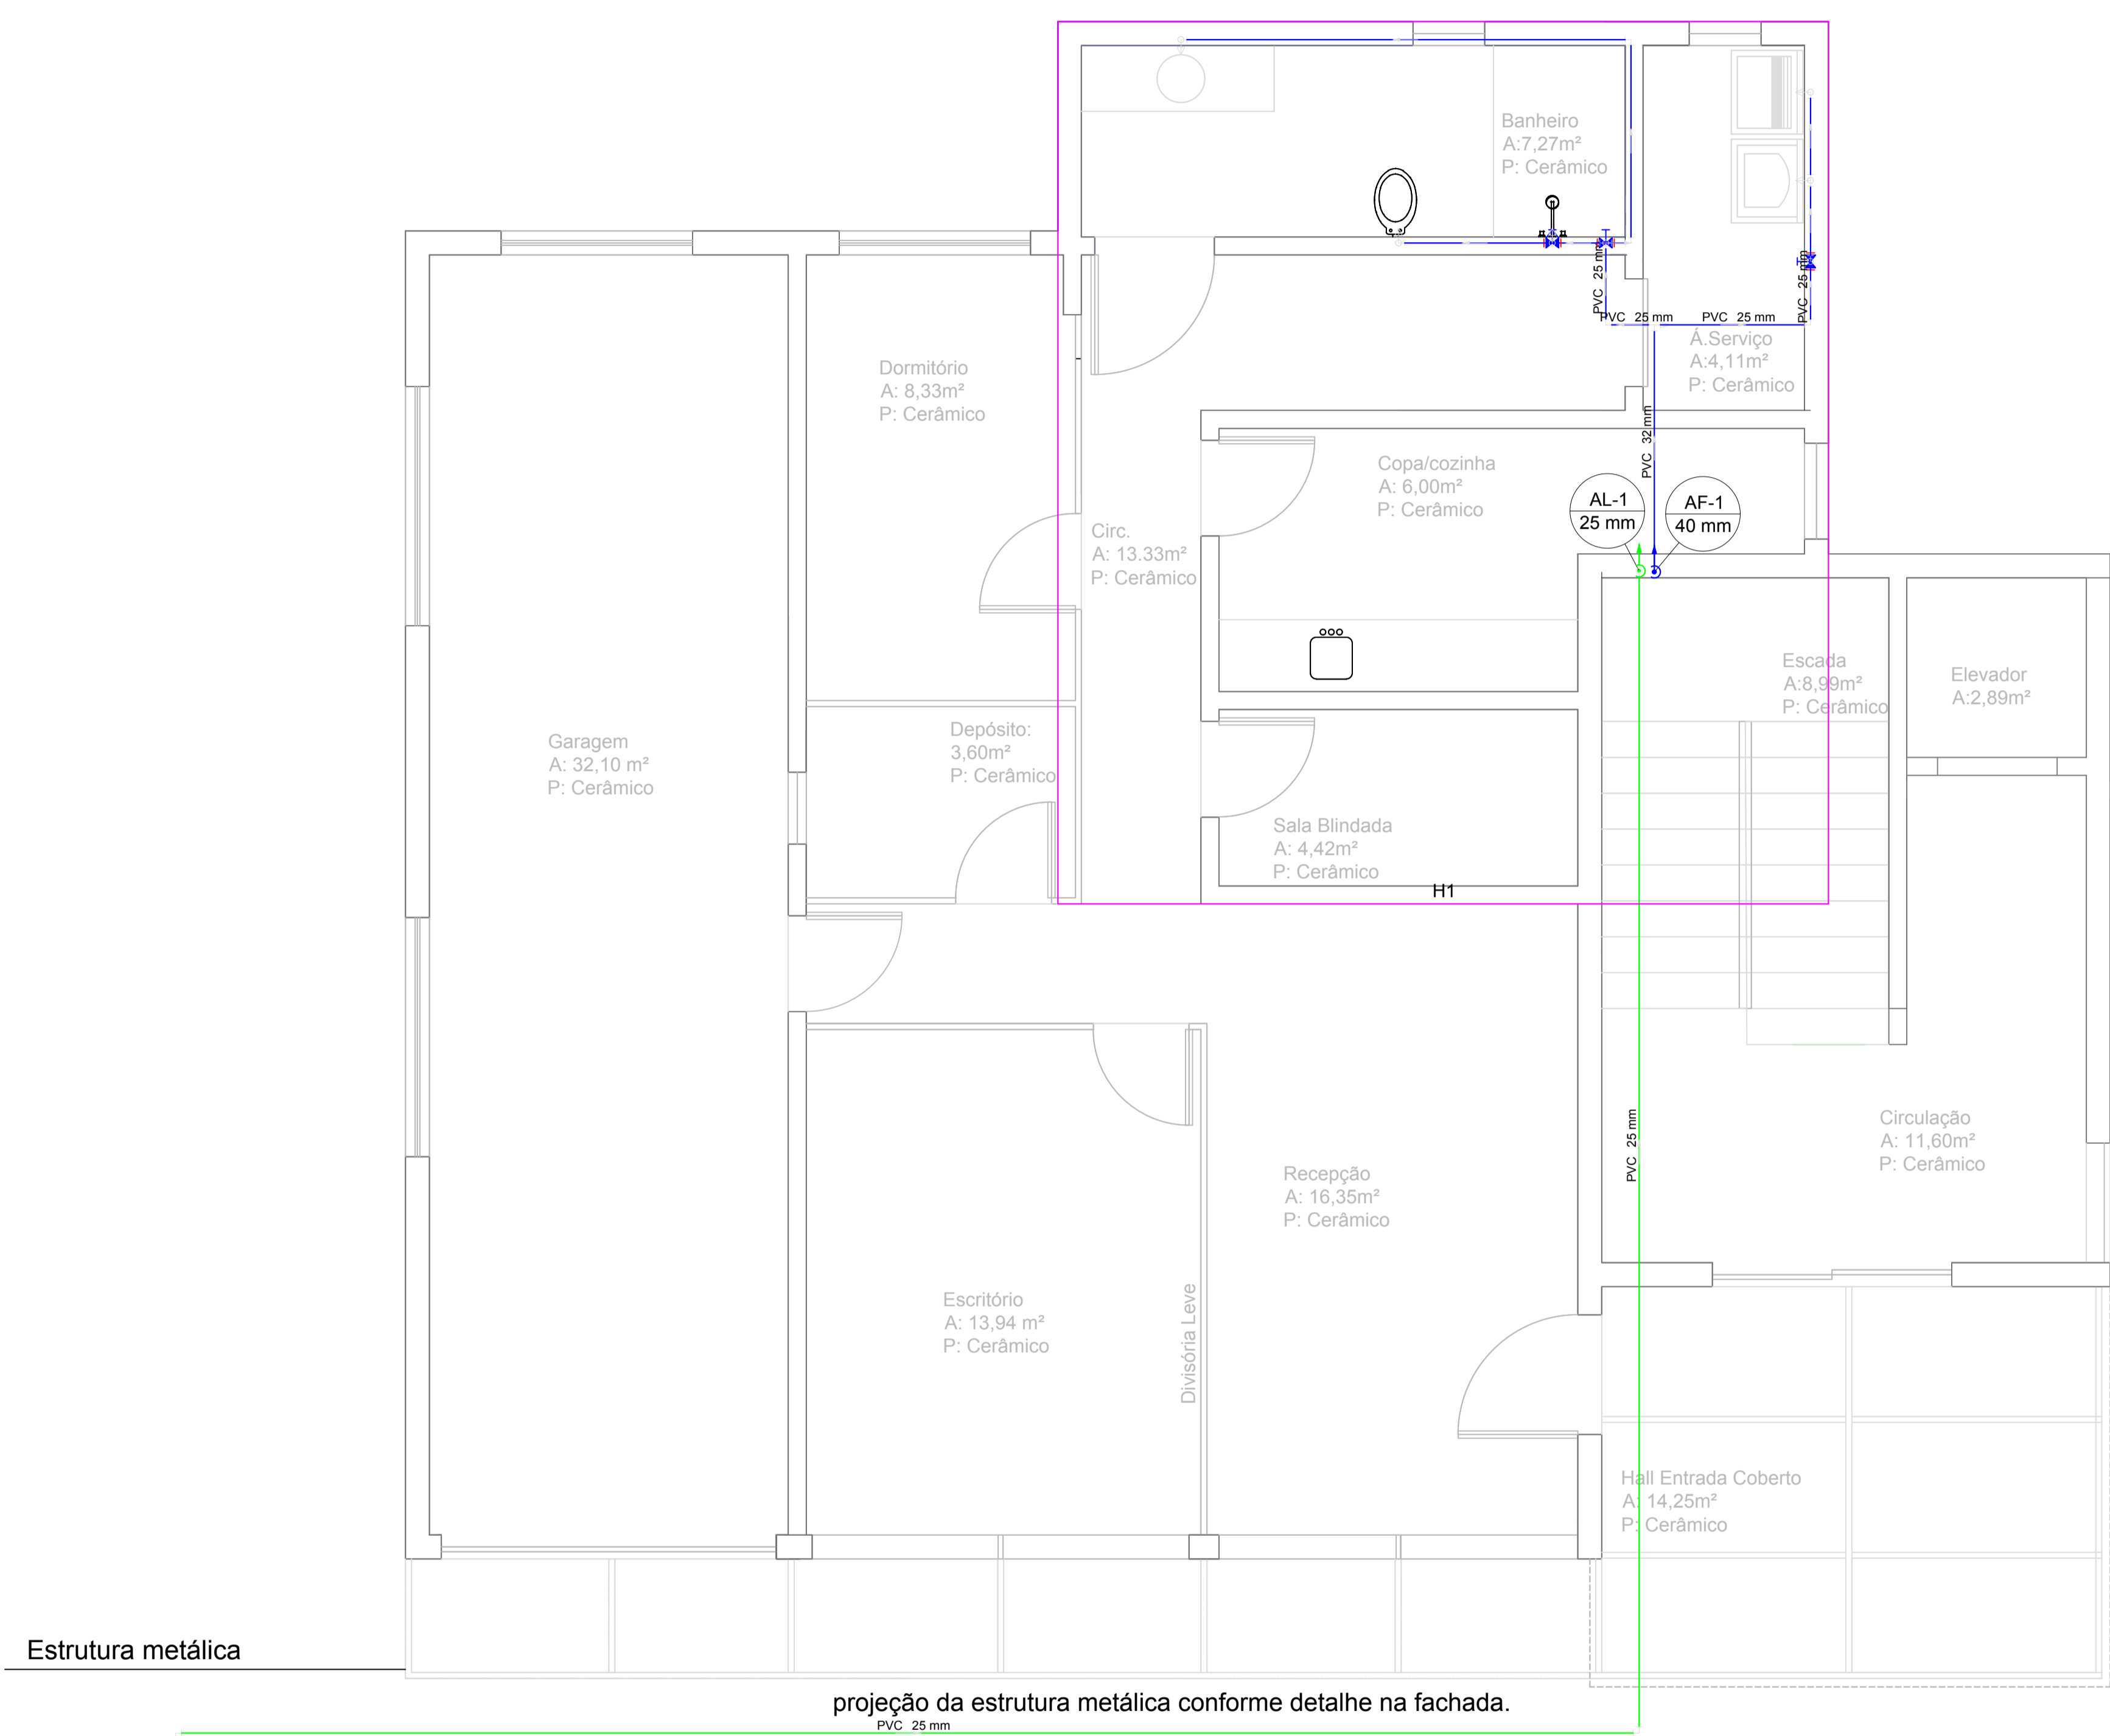 Banheiro
A:7,27m²
P: Cerâmico
PVC 25 mm
PVC 25 mm
PVC 25 mm
PVC 25 mm
Á.Serviço
A:4,11m²
P: Cerâmico
Dormitório
A: 8,33m²
P: Cerâmico
PVC 32 mm
Copa/cozinha
A: 6,00m²
P: Cerâmico
AL-1
25 mm
AF-1
40 mm
Circ.
A: 13.33m²
P: Cerâmico
Escada
A:8,99m²
P: Cerâmico
Elevador
A:2,89m²
Garagem
A: 32,10 m²
P: Cerâmico
Depósito:
3,60m²
P: Cerâmico
Sala Blindada
A: 4,42m²
P: Cerâmico
H1
Circulação
A: 11,60m²
P: Cerâmico
PVC 25 mm
Recepção
A: 16,35m²
P: Cerâmico
Escritório
A: 13,94 m²
P: Cerâmico
Divisória Leve
Hall Entrada Coberto
A: 14,25m²
P: Cerâmico
Estrutura metálica
projeção da estrutura metálica conforme detalhe na fachada.
PVC 25 mm